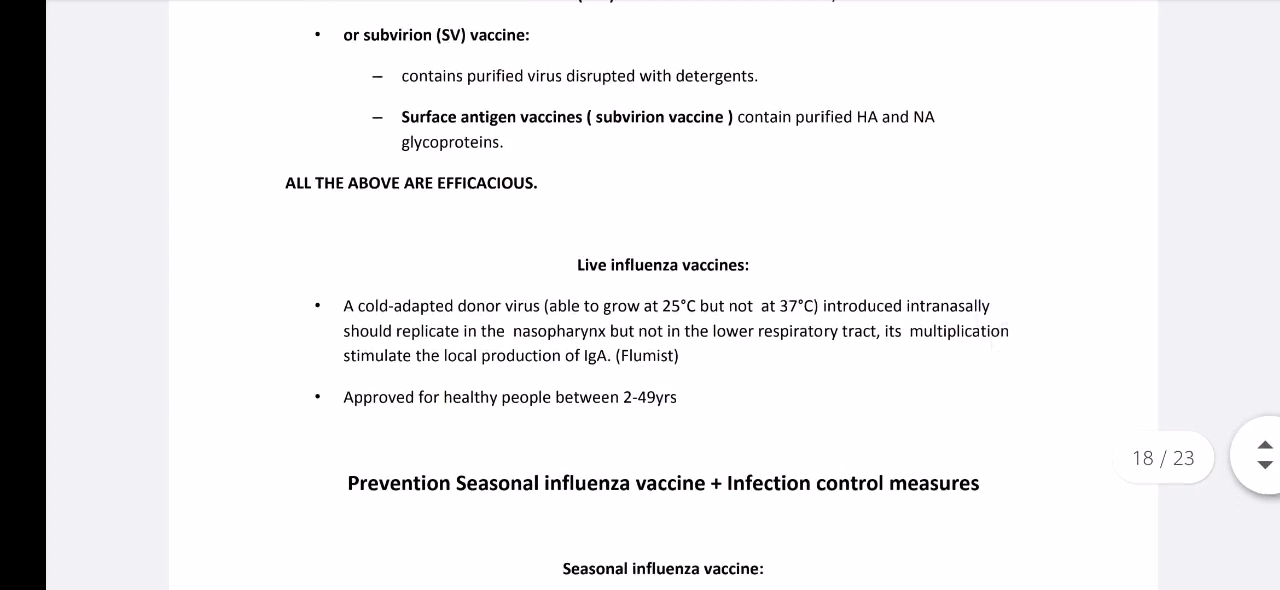 • or subvirion (SV) vaccine:
– contains purified virus disrupted with detergents.
– Surface antigen vaccines ( subvirion vaccine ) contain purified HA and NA
glycoproteins.
ALL THE ABOVE ARE EFFICACIOUS.
Live influenza vaccines:
• A cold-adapted donor virus (able to grow at 25°C but not at 37°C) introduced intranasally
should replicate in the nasopharynx but not in the lower respiratory tract, its multiplication
stimulate the local production of IgA. (Flumist)
• Approved for healthy people between 2-49yrs
18 / 23
Prevention Seasonal influenza vaccine + Infection control measures
Seasonal influenza vaccine: